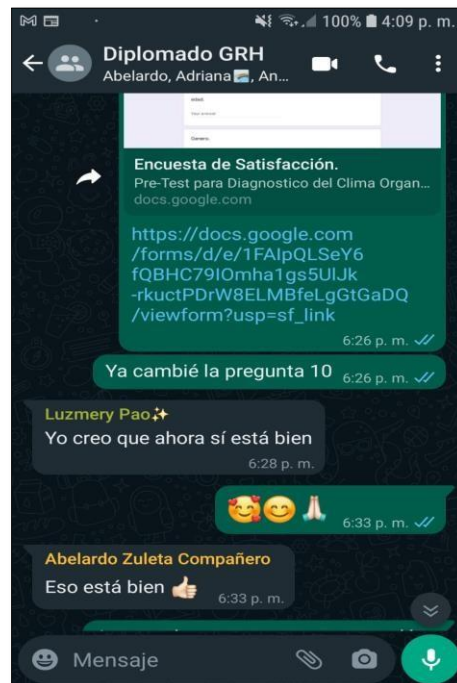 100% 4:09 p. m.
Diplomado GRH
Abelardo, Adriana, An...
Your answer
Encuesta de Satisfacción.
Pre-Test para Diagnostico del Clima Organ...
docs.google.com
https://docs.google.com
/forms/d/e/1FAIpQLSeY6
fQBHC79IOmha1gs5UlJk
-rkuctPDrW8ELMBfeLgGtGaDQ
/viewform?usp=sf_link
6:26 p. m.
Ya cambié la pregunta 10 6:26 p. m.
Luzmery Pao
Yo creo que ahora sí está bien
6:28 p. m.
6:33 p. m.
Abelardo Zuleta Compañero
Eso está bien
6:33 p. m.
Mensaje